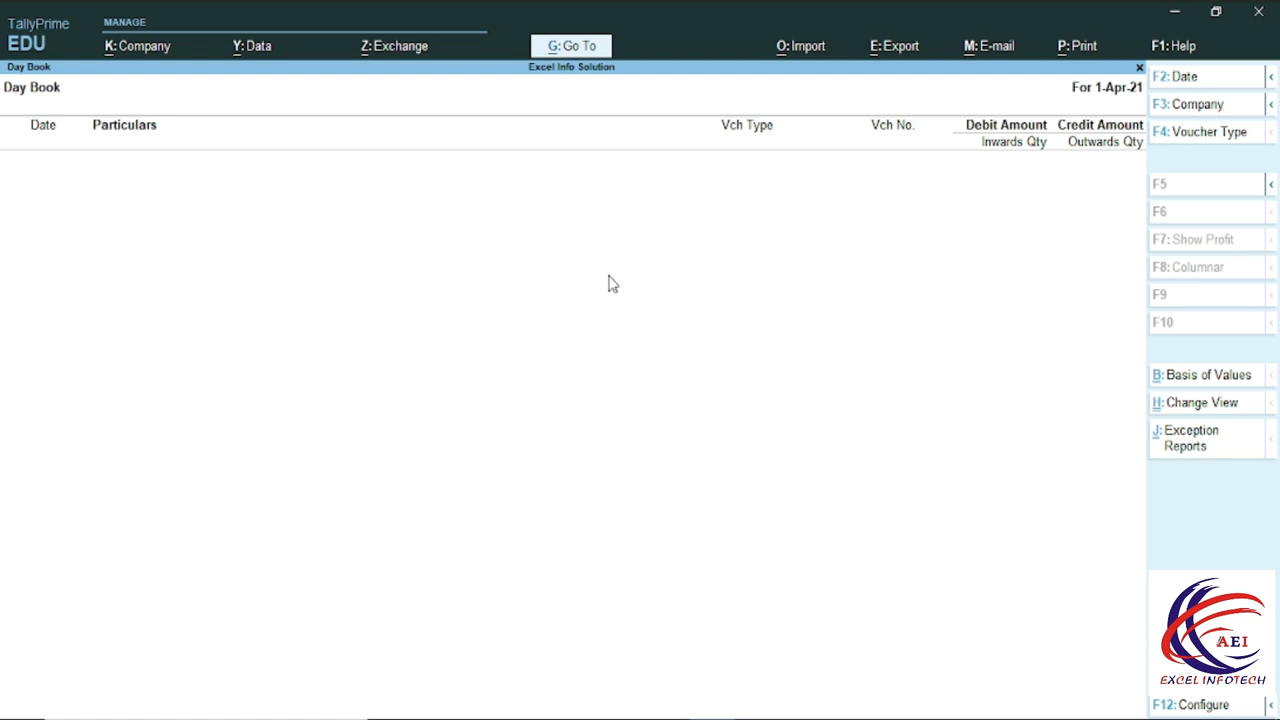 TallyPrime
EDU
MANAGE
K: Company
Y: Data
Z: Exchange
G: Go To
O: Import
E: Export
M: E-mail
P: Print
F1: Help
Day Book
Excel Info Solution
Day Book
For 1-Apr-21
Date
Particulars
Vch Type
Vch No.
Debit Amount
Credit Amount
Inwards Qty
Outwards Qty
F2: Date
F3: Company
F4: Voucher Type
F5
F6
F7: Show Profit
F8: Columnar
F9
F10
B: Basis of Values
H: Change View
J: Exception
Reports
AEI
EXCEL INFOTECH
F12: Configure